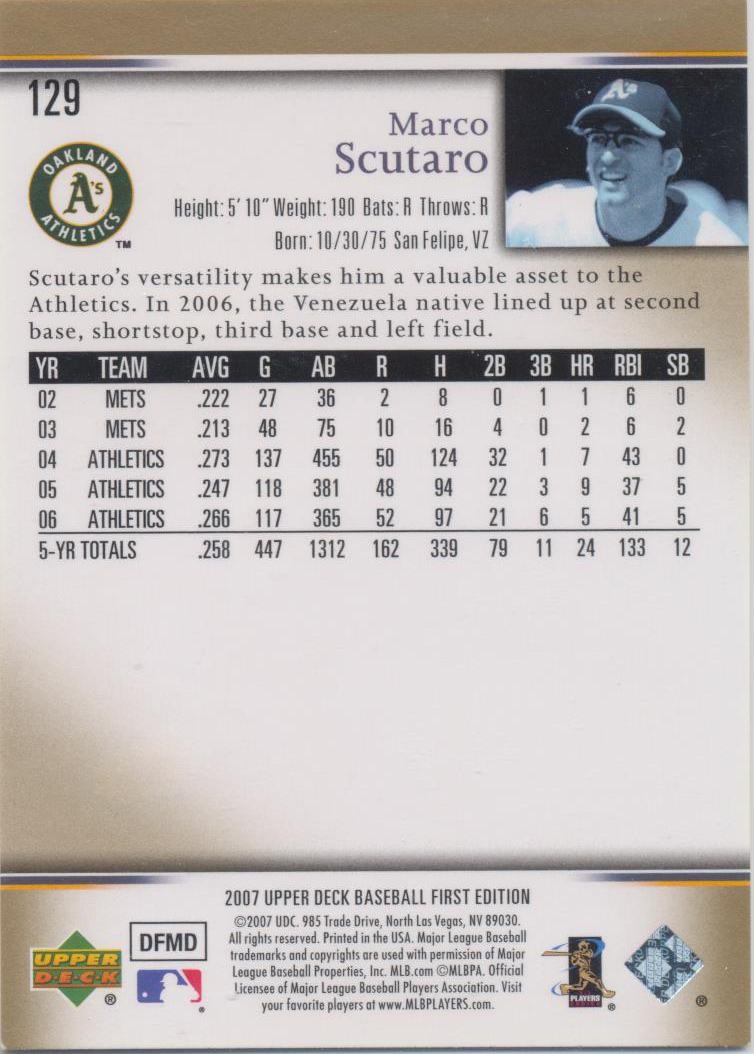 129
Marco
Scutaro
OAKLAND
A's
ATHLETICS
TM
A's
Height: 5' 10" Weight: 190 Bats: R Throws: R
Born: 10/30/75 San Felipe, VZ
Scutaro's versatility makes him a valuable asset to the
Athletics. In 2006, the Venezuela native lined up at second
base, shortstop, third base and left field.
YR TEAM AVG G AB R H 2B 3B HR RBI SB
02 METS .222 27 36 2 8 0 1 1 6 0
03 METS .213 48 75 10 16 4 0 2 6 2
04 ATHLETICS .273 137 455 50 124 32 1 7 43 0
05 ATHLETICS .247 118 381 48 94 22 3 9 37 5
06 ATHLETICS .266 117 365 52 97 21 6 5 41 5
5-YR TOTALS .258 447 1312 162 339 79 11 24 133 12
2007 UPPER DECK BASEBALL FIRST EDITION
©2007 UDC. 985 Trade Drive, North Las Vegas, NV 89030.
All rights reserved. Printed in the USA. Major League Baseball
trademarks and copyrights are used with permission of Major
League Baseball Properties, Inc. MLB.com ©MLBPA. Official
Licensee of Major League Baseball Players Association. Visit
your favorite players at www.MLBPLAYERS.com.
UPPER
D·E·C·K
®
DFMD
®
PLAYERS
CHOICE
®
®